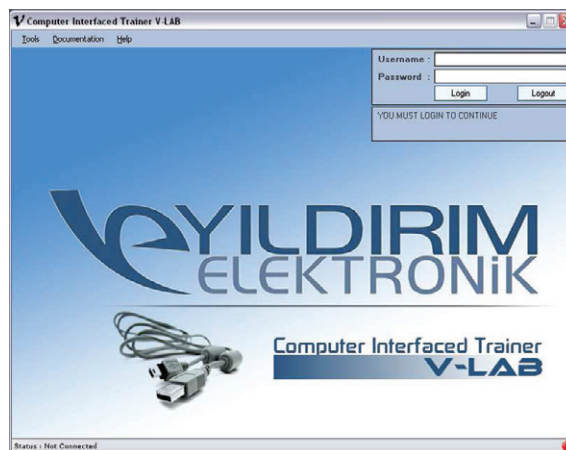 Computer Interfaced Trainer V-LAB
Tools Documentation Help
Username :
Password :
Login Logout
YOU MUST LOGIN TO CONTINUE
YILDIRIM
ELEKTRONiK
Computer Interfaced Trainer
V-LAB
Status : Not Connected